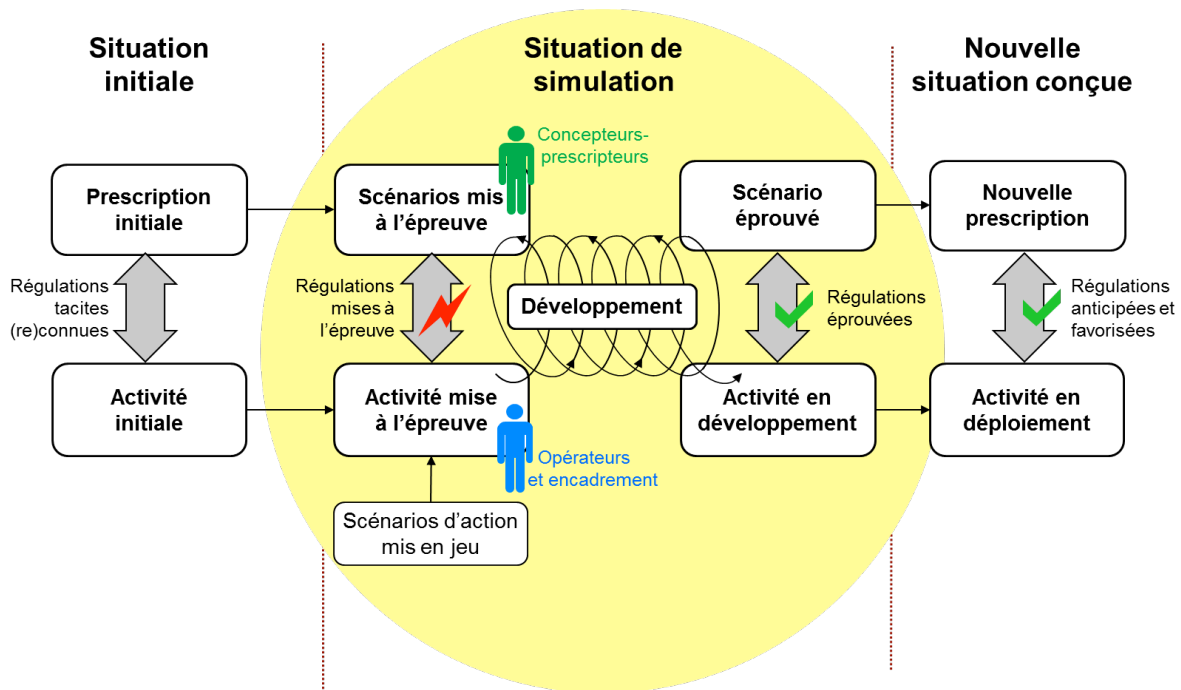 Situation
initiale
Situation de
simulation
Nouvelle
situation conçue
Concepteurs-
prescripteurs
Prescription
initiale
Scénarios mis
à l’épreuve
Scénario
éprouvé
Nouvelle
prescription
Régulations
tacites
(re)connues
Régulations
mises à
l’épreuve
Développement
Régulations
éprouvées
Régulations
anticipées et
favorisées
Activité
initiale
Activité mise
à l’épreuve
Activité en
développement
Activité en
déploiement
Opérateurs
et encadrement
Scénarios d’action
mis en jeu